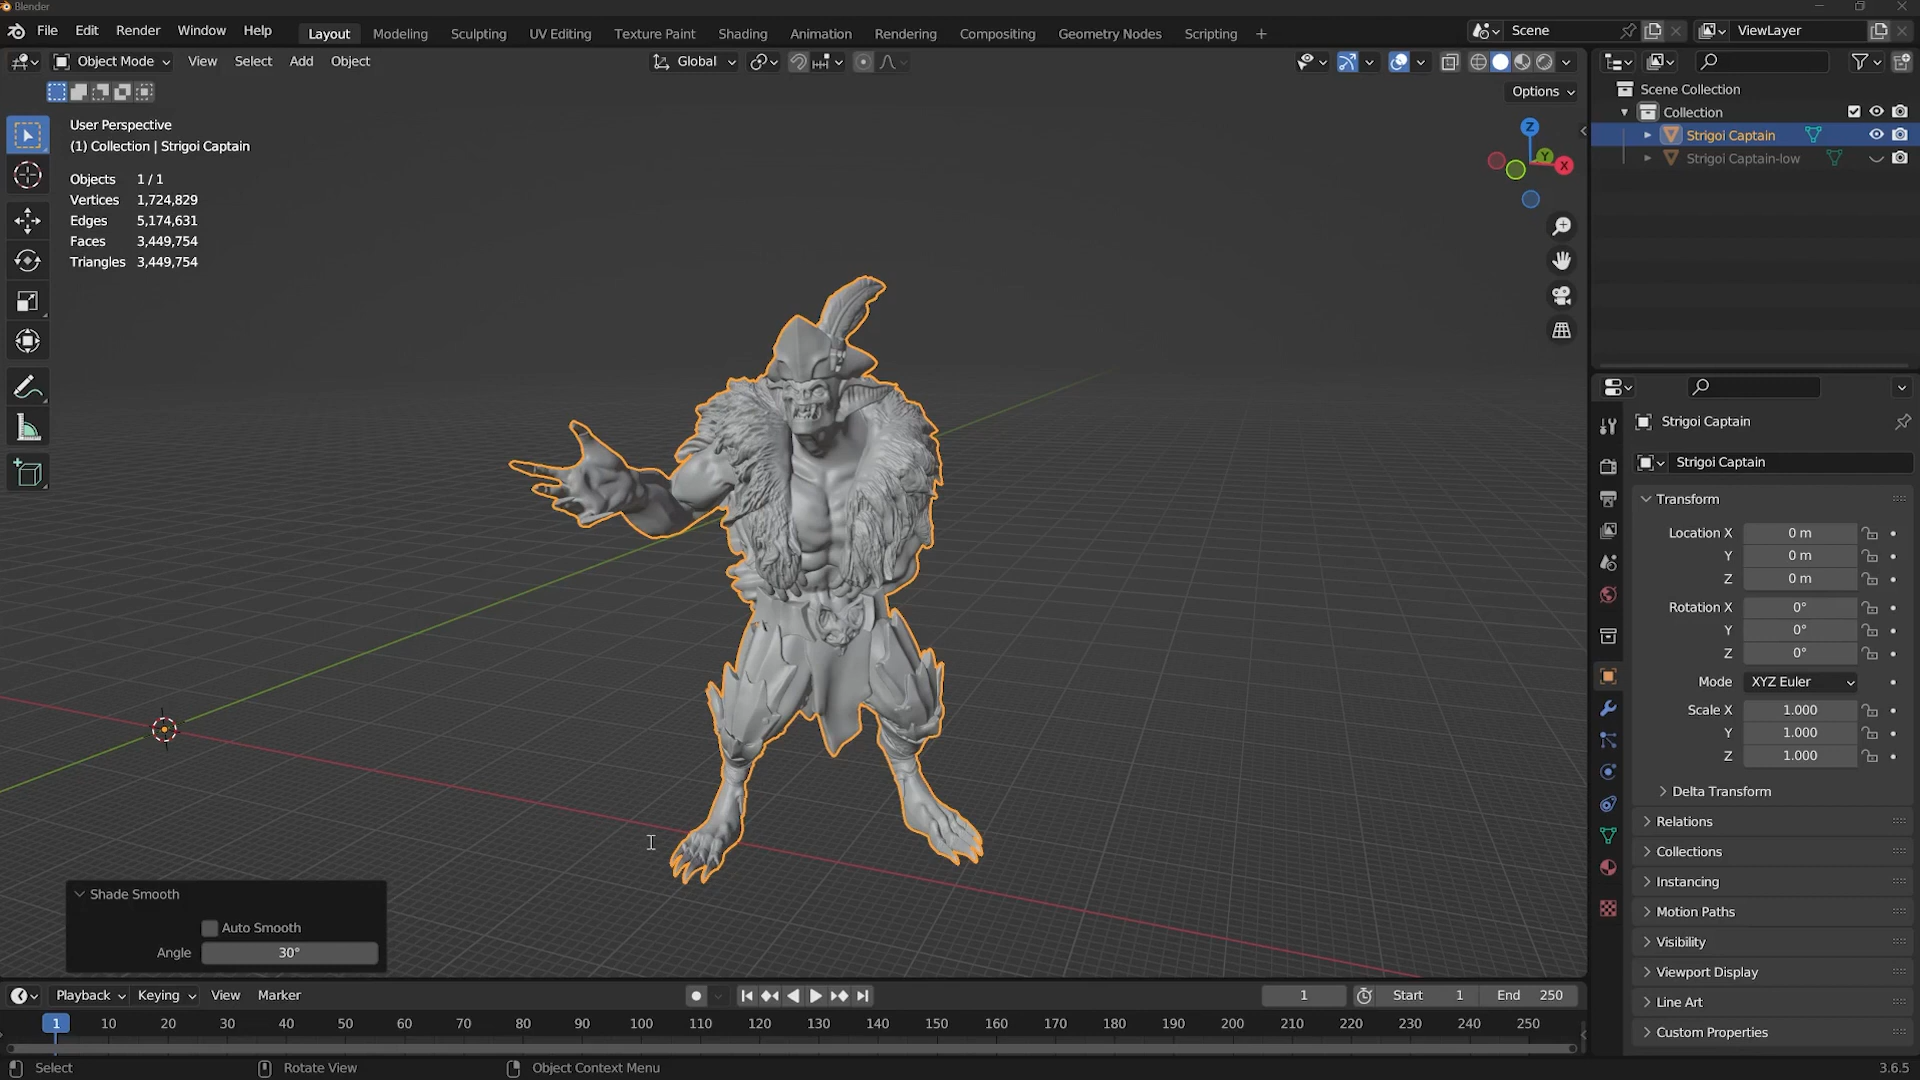 Blender
File Edit Render Window Help Layout Modeling Sculpting UV Editing Texture Paint Shading Animation Rendering Compositing Geometry Nodes Scripting + Scene ViewLayer
Object Mode View Select Add Object Global
Options
User Perspective
(1) Collection | Strigoi Captain
Objects 1 / 1
Vertices 1,724,829
Edges 5,174,631
Faces 3,449,754
Triangles 3,449,754
Z
Y
X
Scene Collection
Collection
Strigoi Captain
Strigoi Captain-low
Strigoi Captain
Strigoi Captain
Transform
Location X 0 m
Y 0 m
Z 0 m
Rotation X 0°
Y 0°
Z 0°
Mode XYZ Euler
Scale X 1.000
Y 1.000
Z 1.000
Delta Transform
Relations
Collections
Instancing
Motion Paths
Visibility
Viewport Display
Line Art
Custom Properties
Shade Smooth
Auto Smooth
Angle 30°
Playback Keying View Marker 1 Start 1 End 250
1 10 20 30 40 50 60 70 80 90 100 110 120 130 140 150 160 170 180 190 200 210 220 230 240 250
Select Rotate View Object Context Menu 3.6.5